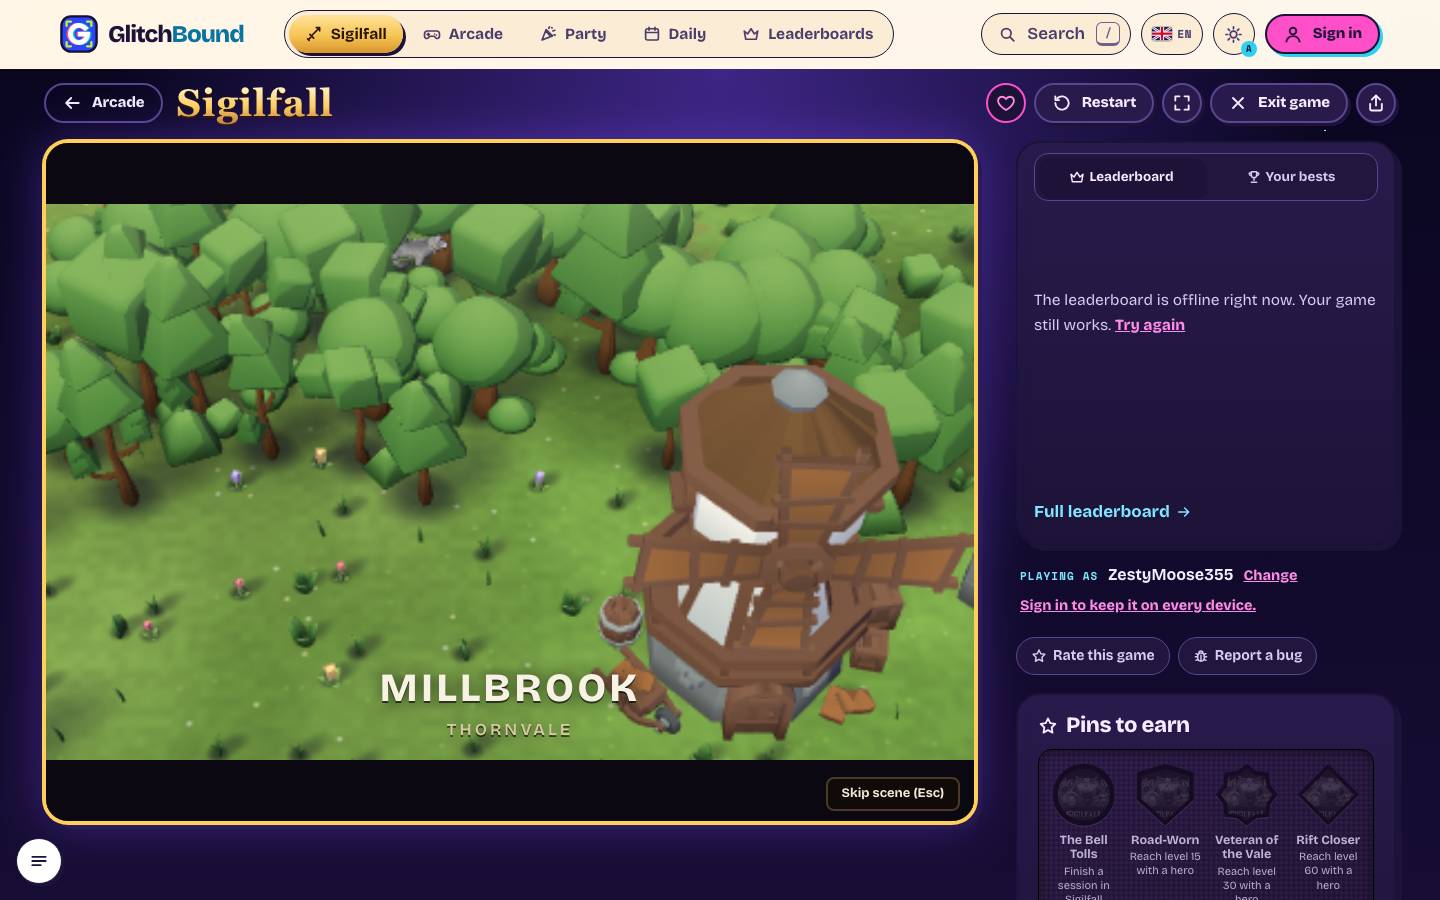 GlitchBound
Sigilfall
Arcade
Party
Daily
Leaderboards
Search /
EN
A
Sign in
Arcade
Sigilfall
Restart
Exit game
MILLBROOK
THORNVALE
Skip scene (Esc)
Leaderboard
Your bests
The leaderboard is offline right now. Your game
still works. Try again
Full leaderboard →
PLAYING AS ZestyMoose355 Change
Sign in to keep it on every device.
Rate this game
Report a bug
Pins to earn
The Bell
Tolls
Finish a
session in
Sigilfall
Road-Worn
Reach level 15
with a hero
Veteran of
the Vale
Reach level
30 with a
hero
Rift Closer
Reach level
60 with a
hero